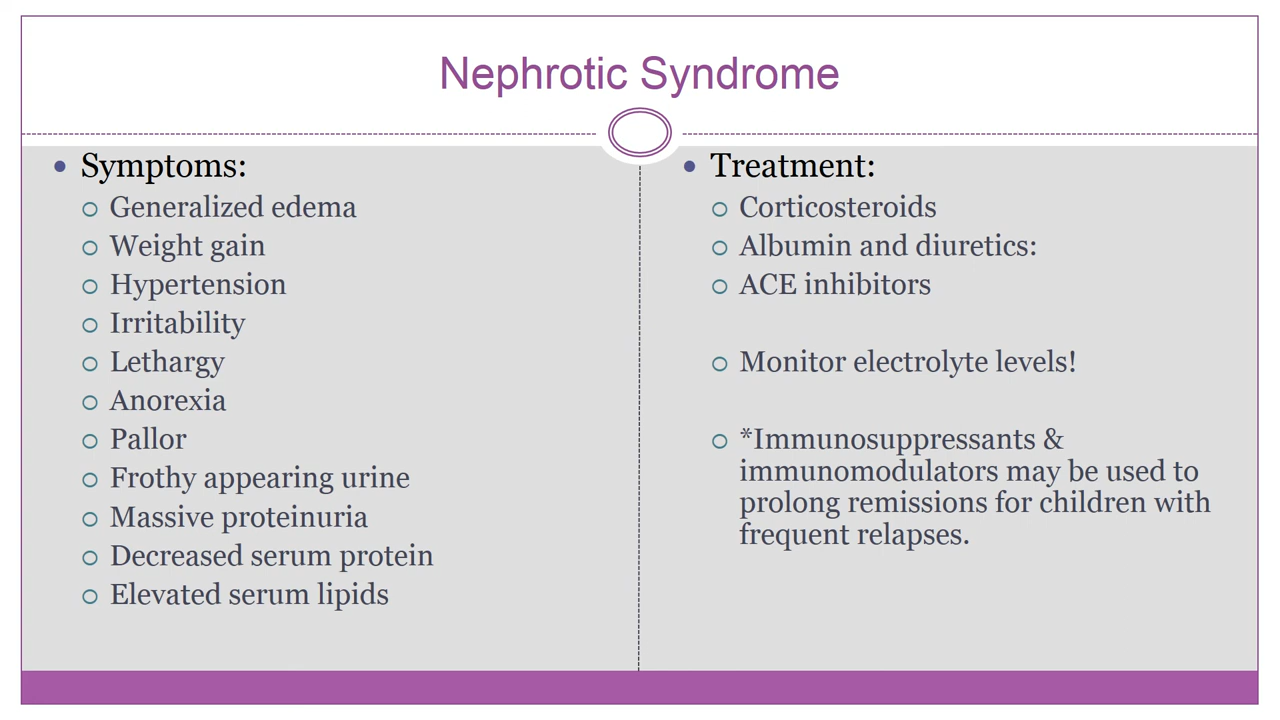 Nephrotic Syndrome
Symptoms:
Generalized edema
Weight gain
Hypertension
Irritability
Lethargy
Anorexia
Pallor
Frothy appearing urine
Massive proteinuria
Decreased serum protein
Elevated serum lipids
Treatment:
Corticosteroids
Albumin and diuretics:
ACE inhibitors
Monitor electrolyte levels!
*Immunosuppressants &
immunomodulators may be used to
prolong remissions for children with
frequent relapses.